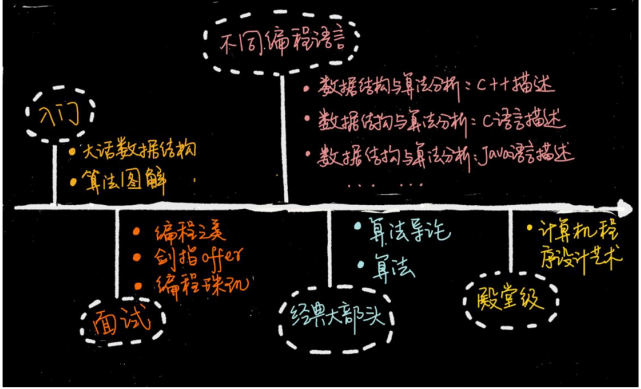 不同编程语言
• 数据结构与算法分析：C++描述
• 数据结构与算法分析：C语言描述
• 数据结构与算法分析：Java语言描述
......
入门
• 大话数据结构
• 算法图解
• 编程之美
• 剑指offer
• 编程珠玑
面试
• 算法导论
• 算法
经典大部头
• 计算机程
序设计艺术
殿堂级